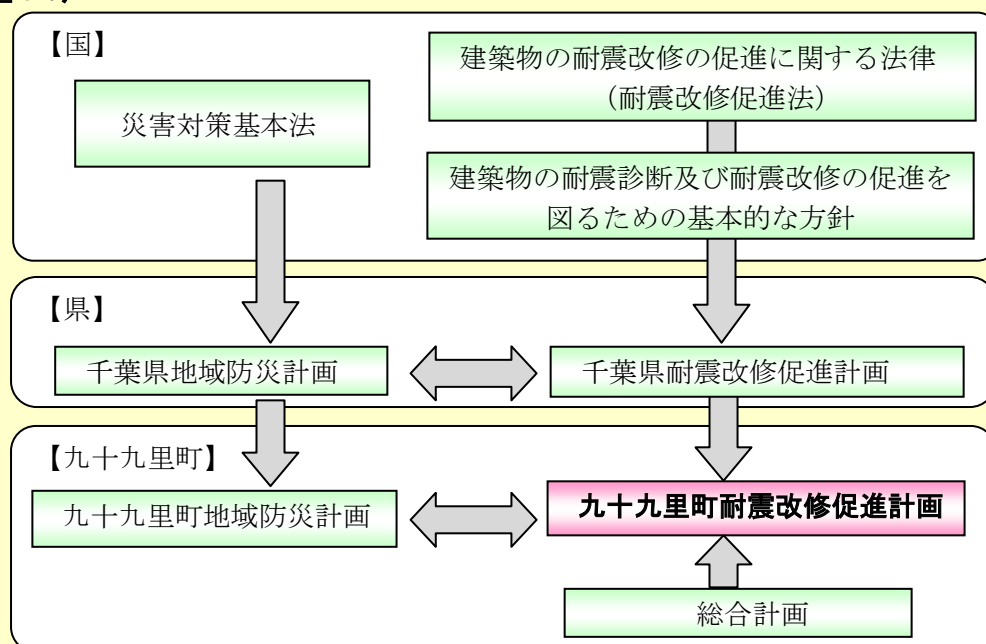 【国】
災害対策基本法
建築物の耐震改修の促進に関する法律
（耐震改修促進法）
建築物の耐震診断及び耐震改修の促進を
図るための基本的な方針
【県】
千葉県地域防災計画
千葉県耐震改修促進計画
【九十九里町】
九十九里町地域防災計画
九十九里町耐震改修促進計画
総合計画